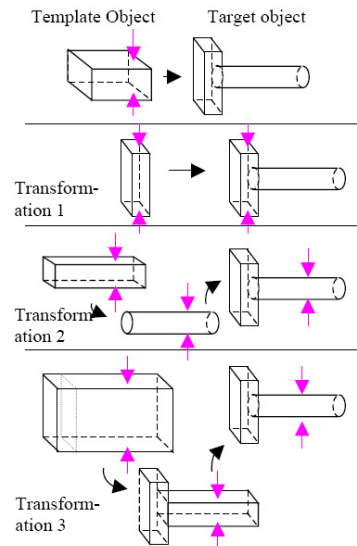 Template Object
Target object
Transform-
ation 1
Transform-
ation 2
Transform-
ation 3